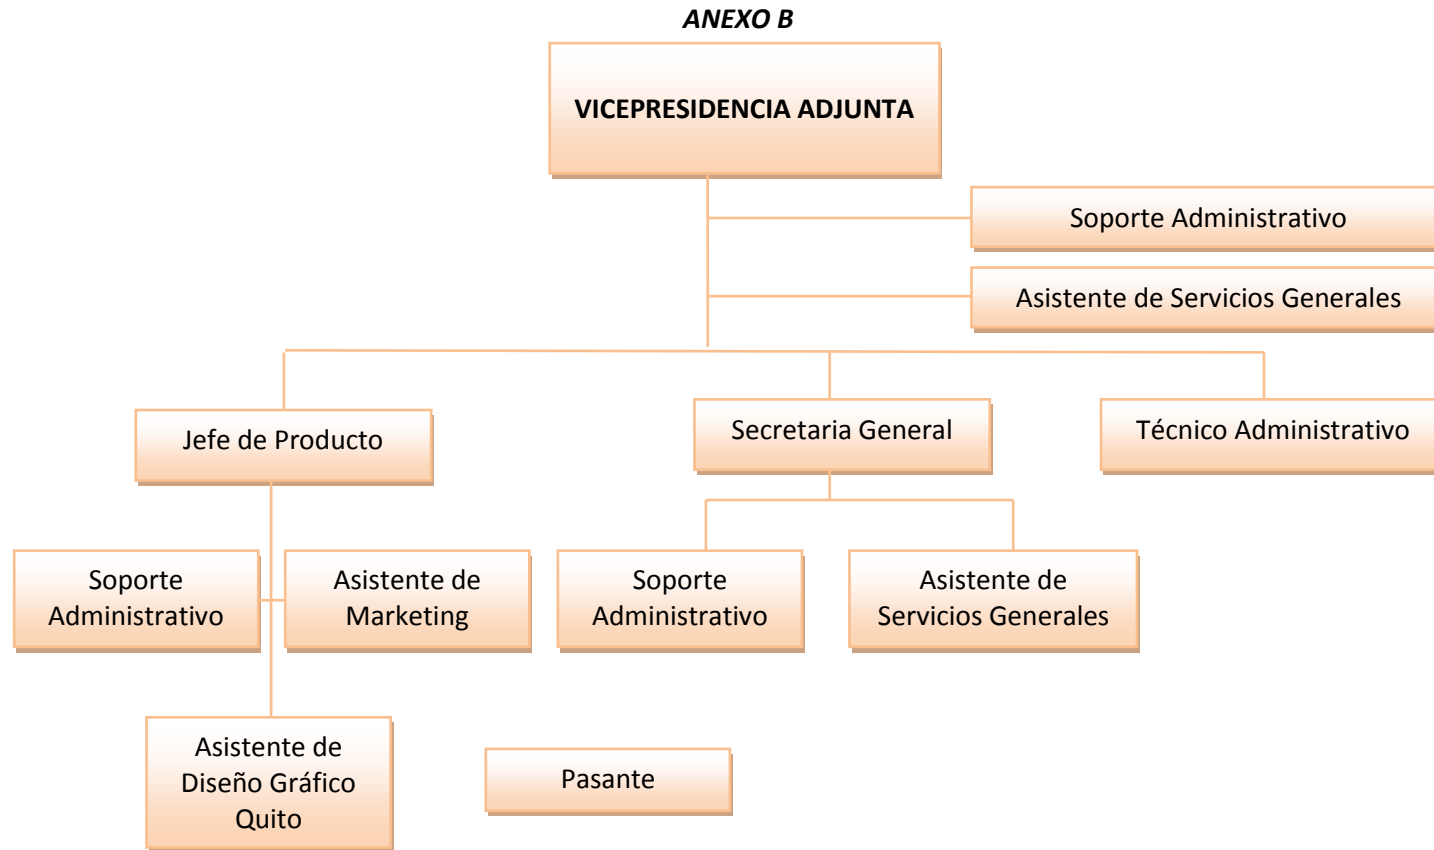 ANEXO B
VICEPRESIDENCIA ADJUNTA
Soporte Administrativo
Asistente de Servicios Generales
Jefe de Producto
Secretaria General
Técnico Administrativo
Soporte
Administrativo
Asistente de
Marketing
Soporte
Administrativo
Asistente de
Servicios Generales
Asistente de
Diseño Gráfico
Quito
Pasante